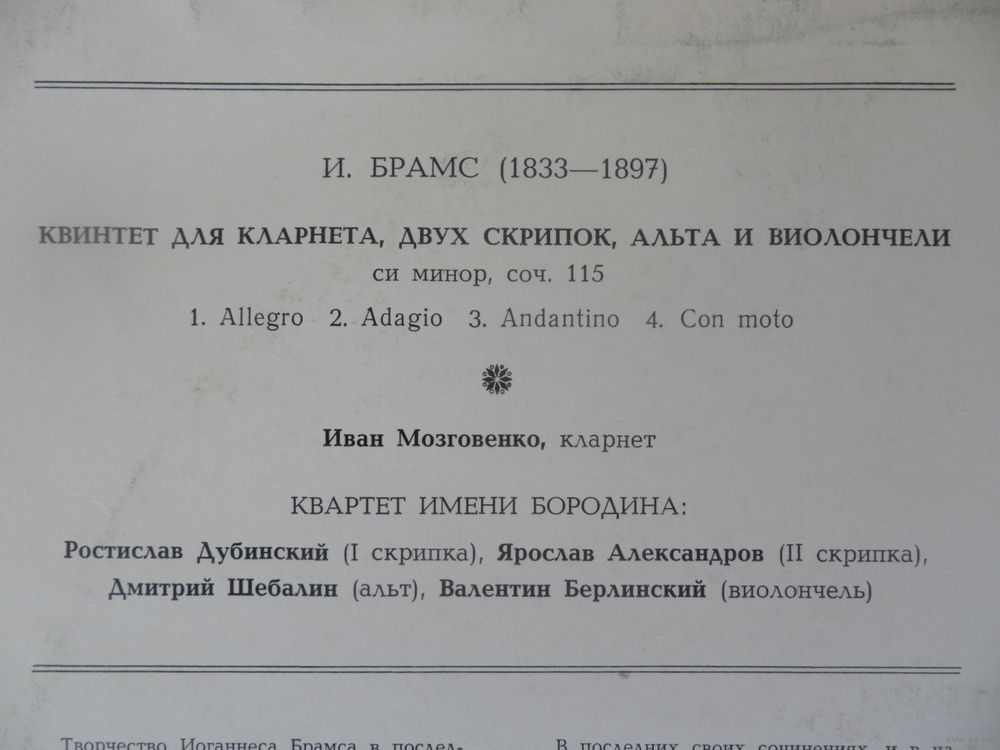 И. БРАМС (1833—1897)
КВИНТЕТ ДЛЯ КЛАРНЕТА, ДВУХ СКРИПОК, АЛЬТА И ВИОЛОНЧЕЛИ
си минор, соч. 115
1. Allegro 2. Adagio 3. Andantino 4. Con moto
Иван Мозговенко, кларнет
КВАРТЕТ ИМЕНИ БОРОДИНА:
Ростислав Дубинский (I скрипка), Ярослав Александров (II скрипка),
Дмитрий Шебалин (альт), Валентин Берлинский (виолончель)
Творчество Иоганнеса Брамса в послед-
В последних своих сочинениях, и в